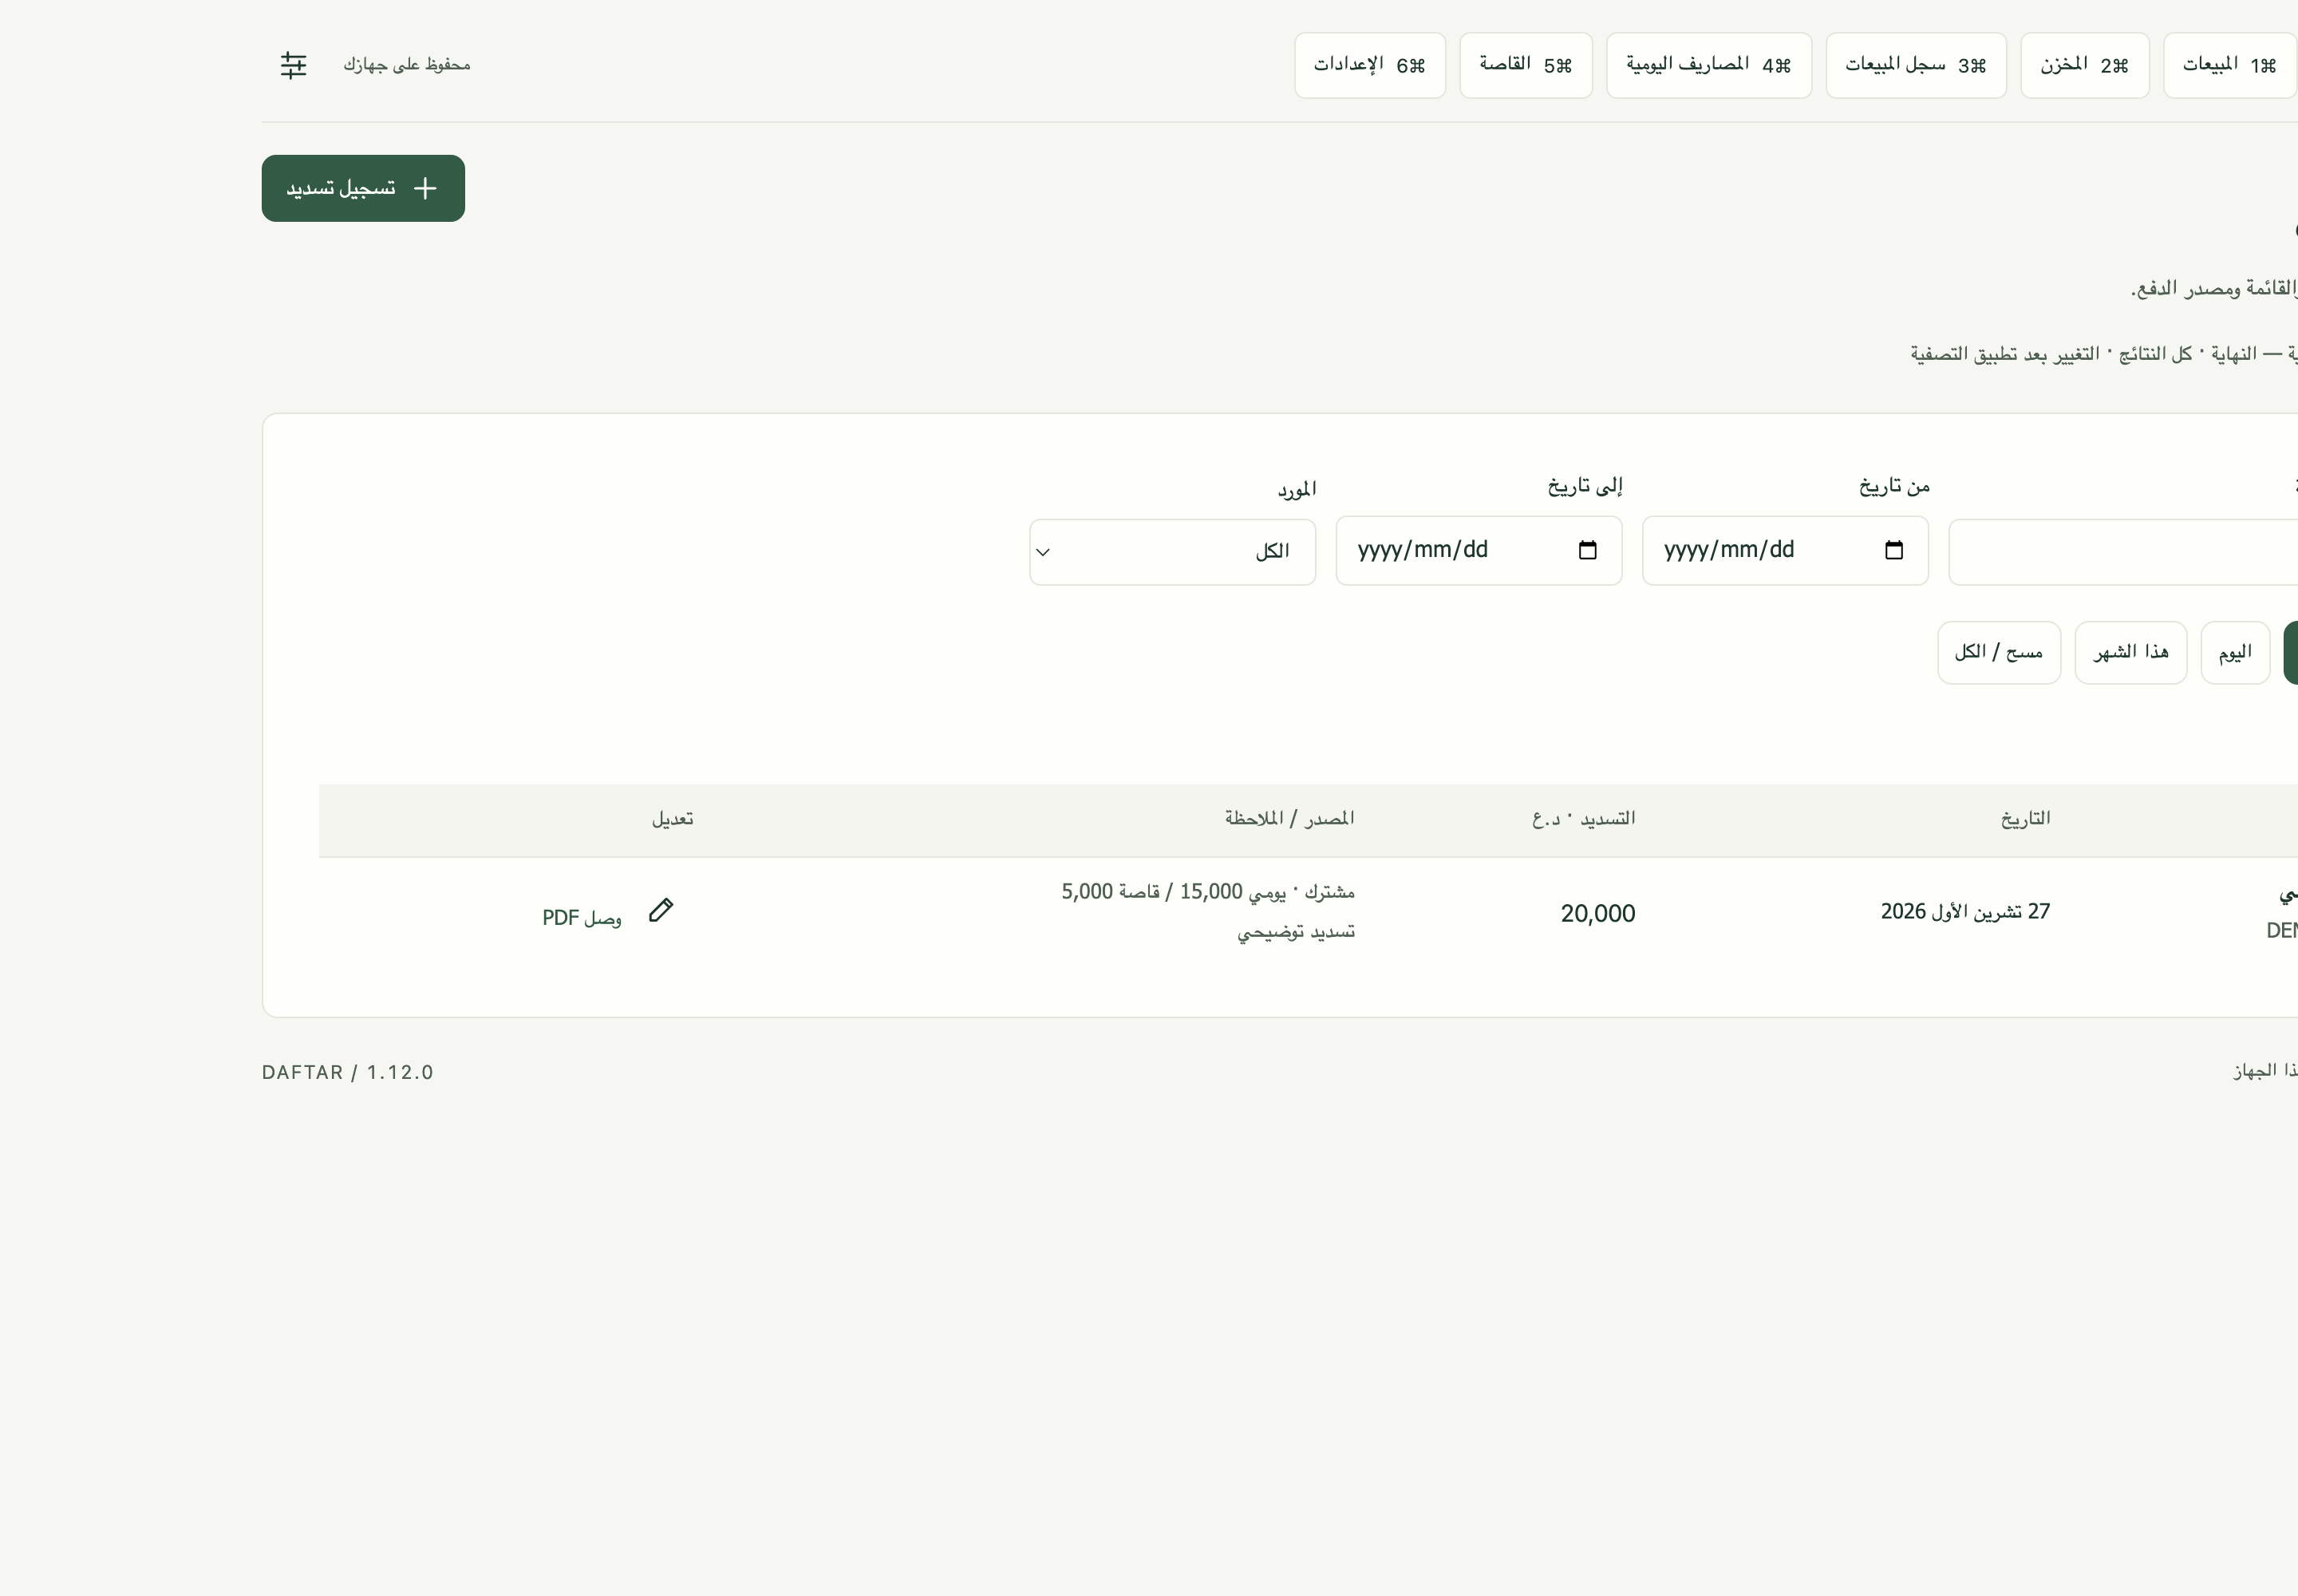 ⌘1 المبيعات
⌘2 المخزن
⌘3 سجل المبيعات
⌘4 المصاريف اليومية
⌘5 القاصة
⌘6 الإعدادات
محفوظ على جهازك
تسجيل تسديد
ومصدر الدفع.
— النهاية · كل النتائج · التغيير بعد تطبيق التصفية
من تاريخ
إلى تاريخ
المورد
yyyy/mm/dd
yyyy/mm/dd
الكل
اليوم
هذا الشهر
مسح / الكل
التاريخ
التسديد · د.ع
المصدر / الملاحظة
تعديل
27 تشرين الأول 2026
20,000
مشترك · يومي 15,000 / قاصة 5,000
تسديد توضيحي
وصل PDF
الجهاز
DAFTAR / 1.12.0